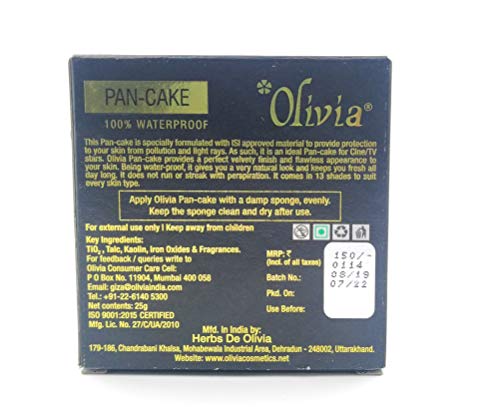 PAN-CAKE
100% WATERPROOF
Olivia®
This Pan-cake is specially formulated with ISI approved material to provide protection
to your skin from pollution and light rays. As such, it is an ideal Pan-cake for Cine/TV
stars. Olivia Pan-cake provides a perfect velvety finish and flawless appearance to
your skin. Being water-proof, it gives you a very natural look and keeps you fresh all
day long. It does not run or streak with perspiration. It comes in 13 shades to suit
every skin type.
Apply Olivia Pan-cake with a damp sponge, evenly.
Keep the sponge clean and dry after use.
For external use only | Keep away from children
Key Ingredients:
TiO2, Talc, Kaolin, Iron Oxides & Fragrances.
For feedback / queries write to
Olivia Consumer Care Cell:
P O Box No. 11904, Mumbai 400 058
Email: giza@oliviaindia.com
Tel.: +91-22-6140 5300
Net Contents: 25g
ISO 9001:2015 CERTIFIED
Mfg. Lic. No. 27/C/UA/2010
MRP: ₹ 150/-
(Incl. of all taxes)
Batch No.: 0114
Pkd. On: 08/19
Use Before: 07/22
Mfd. in India by:
Herbs De Olivia
179-186, Chandrabani Khalsa, Mohabewala Industrial Area, Dehradun - 248002, Uttarakhand.
Website: www.oliviacosmetics.net